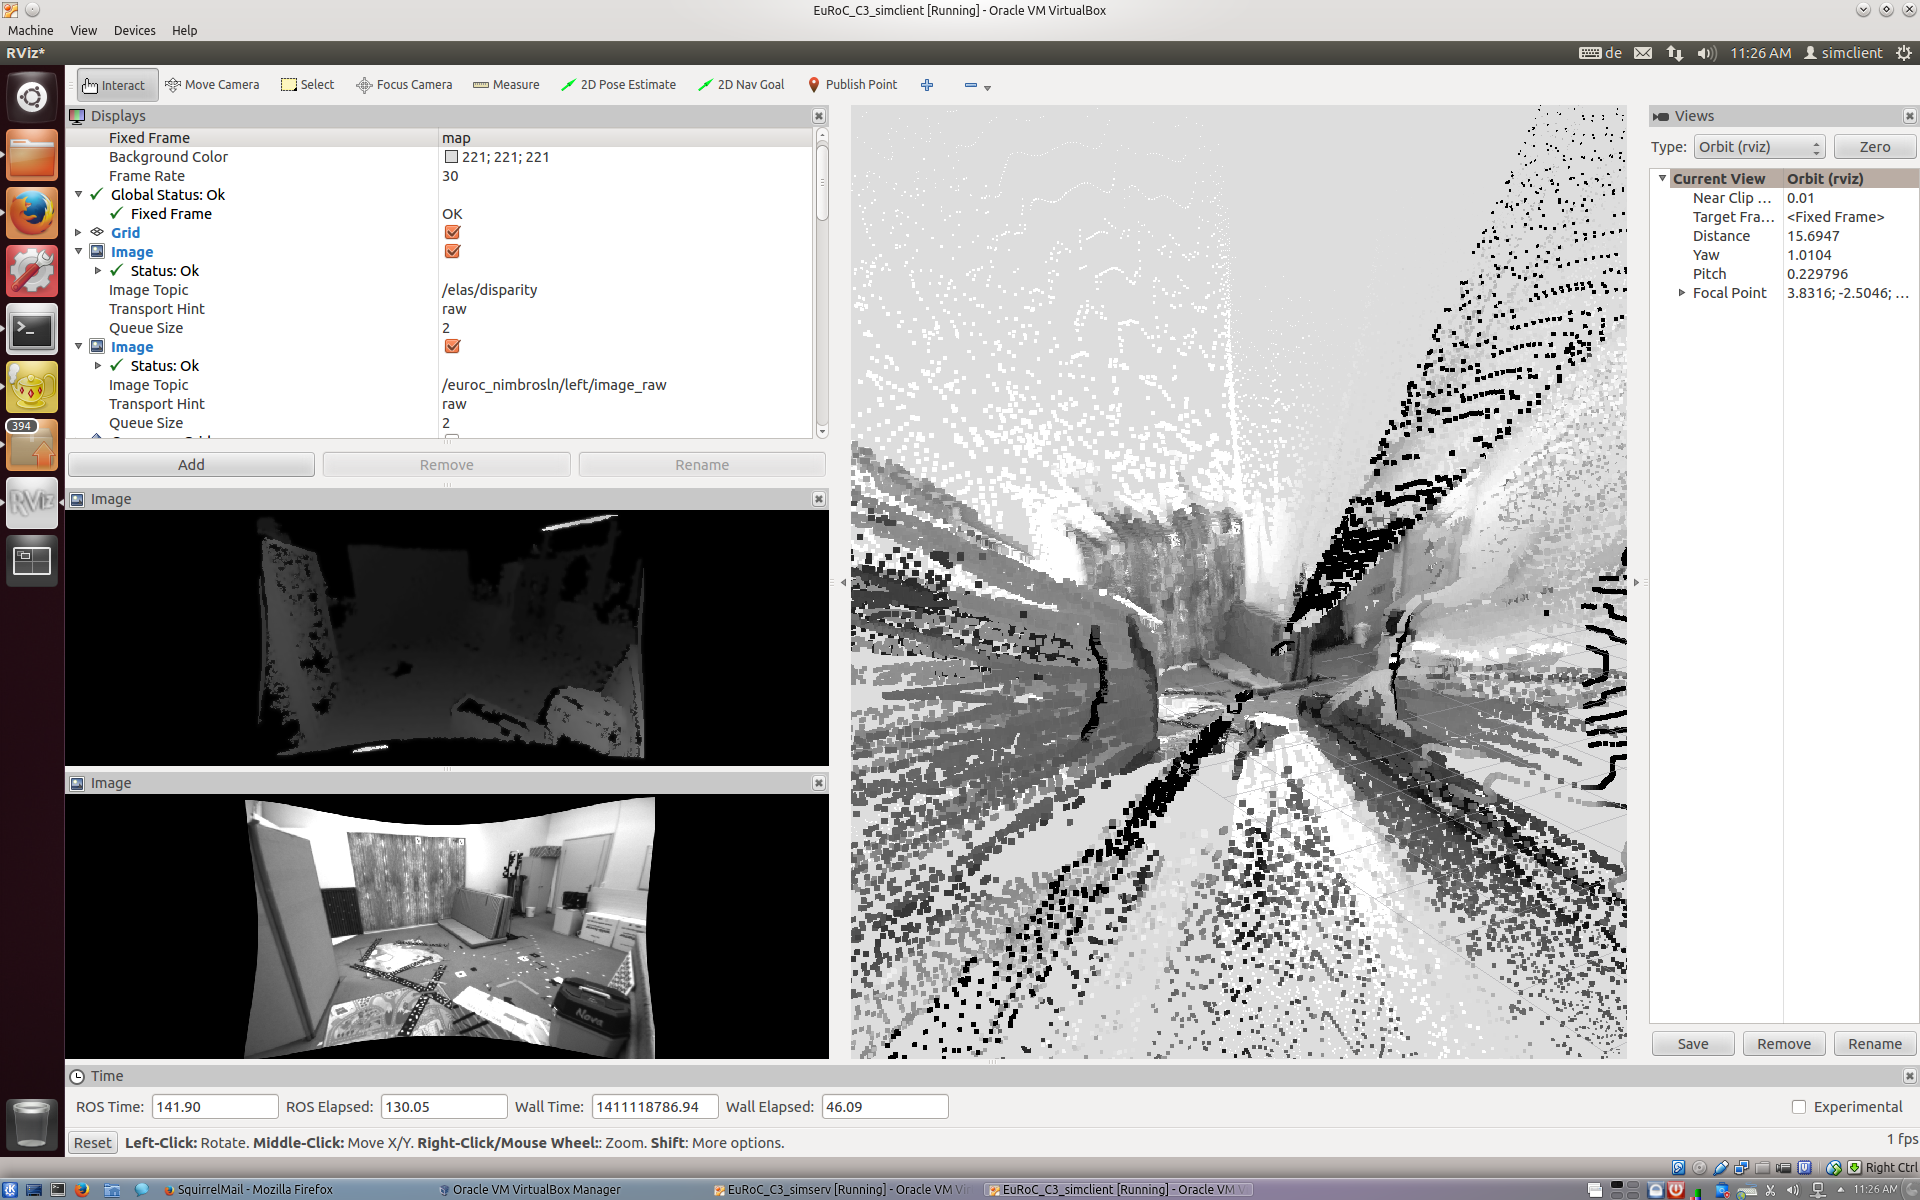 EuRoC_C3_simclient [Running] - Oracle VM VirtualBox
Machine View Devices Help
RViz*
de 11:26 AM simclient
Interact Move Camera Select Focus Camera Measure 2D Pose Estimate 2D Nav Goal Publish Point
Displays
Fixed Frame map
Background Color 221; 221; 221
Frame Rate 30
Global Status: Ok
Fixed Frame OK
Grid
Image
Status: Ok
Image Topic /elas/disparity
Transport Hint raw
Queue Size 2
Image
Status: Ok
Image Topic /euroc_nimbrosln/left/image_raw
Transport Hint raw
Queue Size 2
Add Remove Rename
394
RViz
Image
Image
Nova
Views
Type: Orbit (rviz) Zero
Current View Orbit (rviz)
Near Clip ... 0.01
Target Fra... <Fixed Frame>
Distance 15.6947
Yaw 1.0104
Pitch 0.229796
Focal Point 3.8316; -2.5046; ...
Save Remove Rename
Time
ROS Time: 141.90 ROS Elapsed: 130.05 Wall Time: 1411118786.94 Wall Elapsed: 46.09 Experimental
Reset Left-Click: Rotate. Middle-Click: Move X/Y. Right-Click/Mouse Wheel:: Zoom. Shift: More options. 1 fps
Right Ctrl
SquirrelMail - Mozilla Firefox Oracle VM VirtualBox Manager EuRoC_C3_simserv [Running] - Oracle VM Vi EuRoC_C3_simclient [Running] - Oracle VM V 11:26 AM